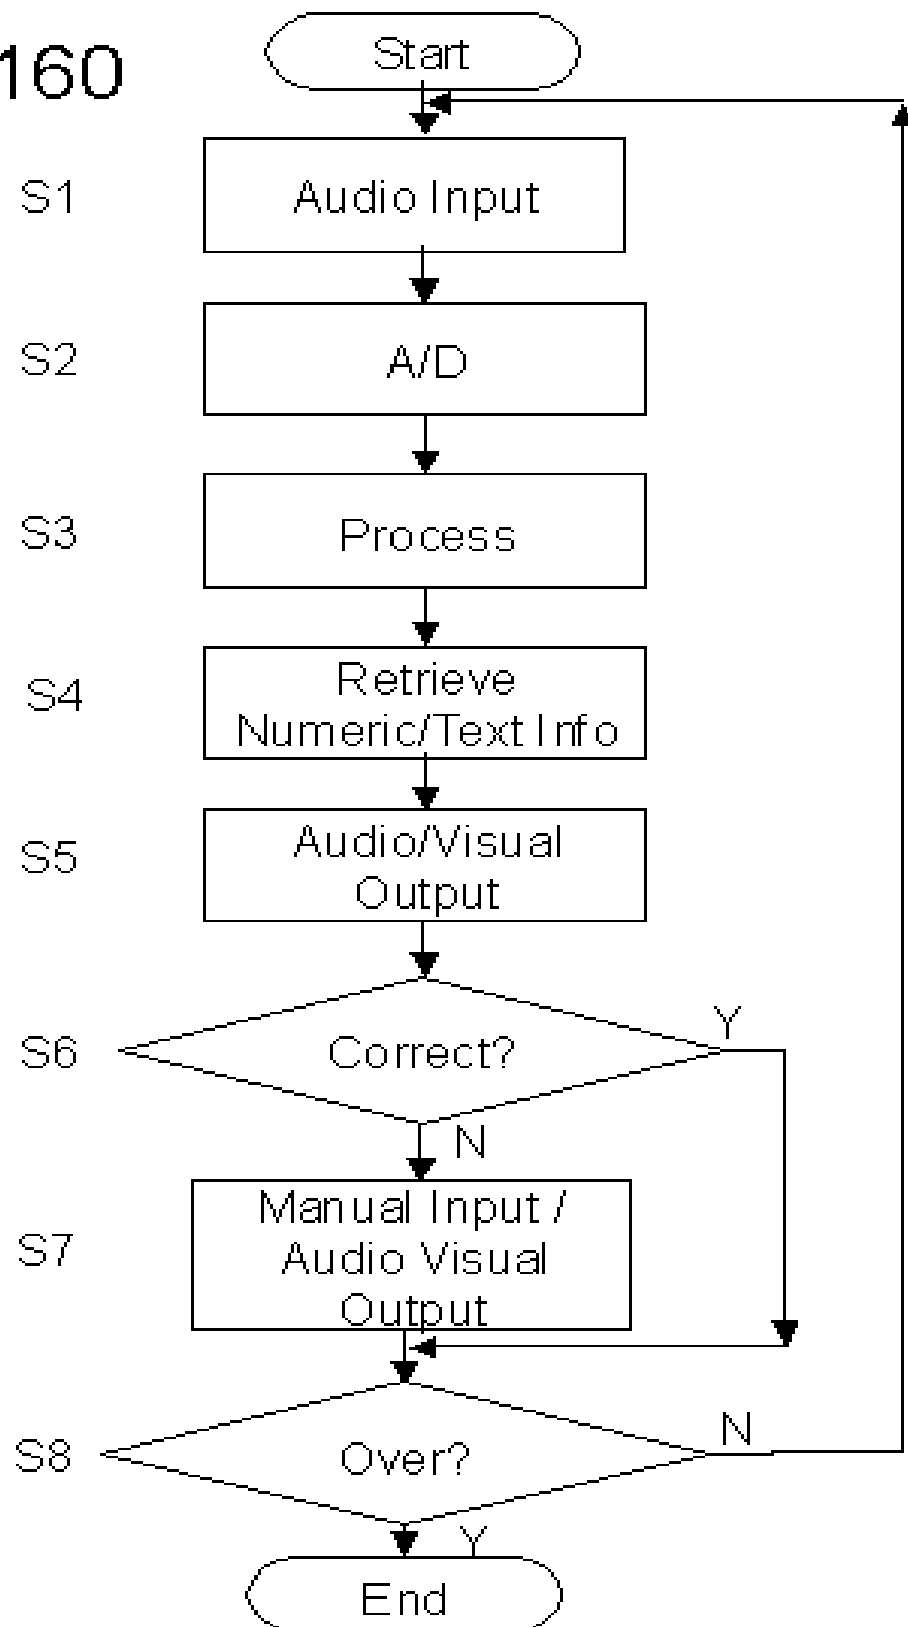 160
Start
S1
Audio Input
S2
A/D
S3
Process
S4
Retrieve
Numeric/Text Info
S5
Audio/Visual
Output
S6
Correct?
Y
N
S7
Manual Input /
Audio Visual
Output
S8
Over?
N
Y
End